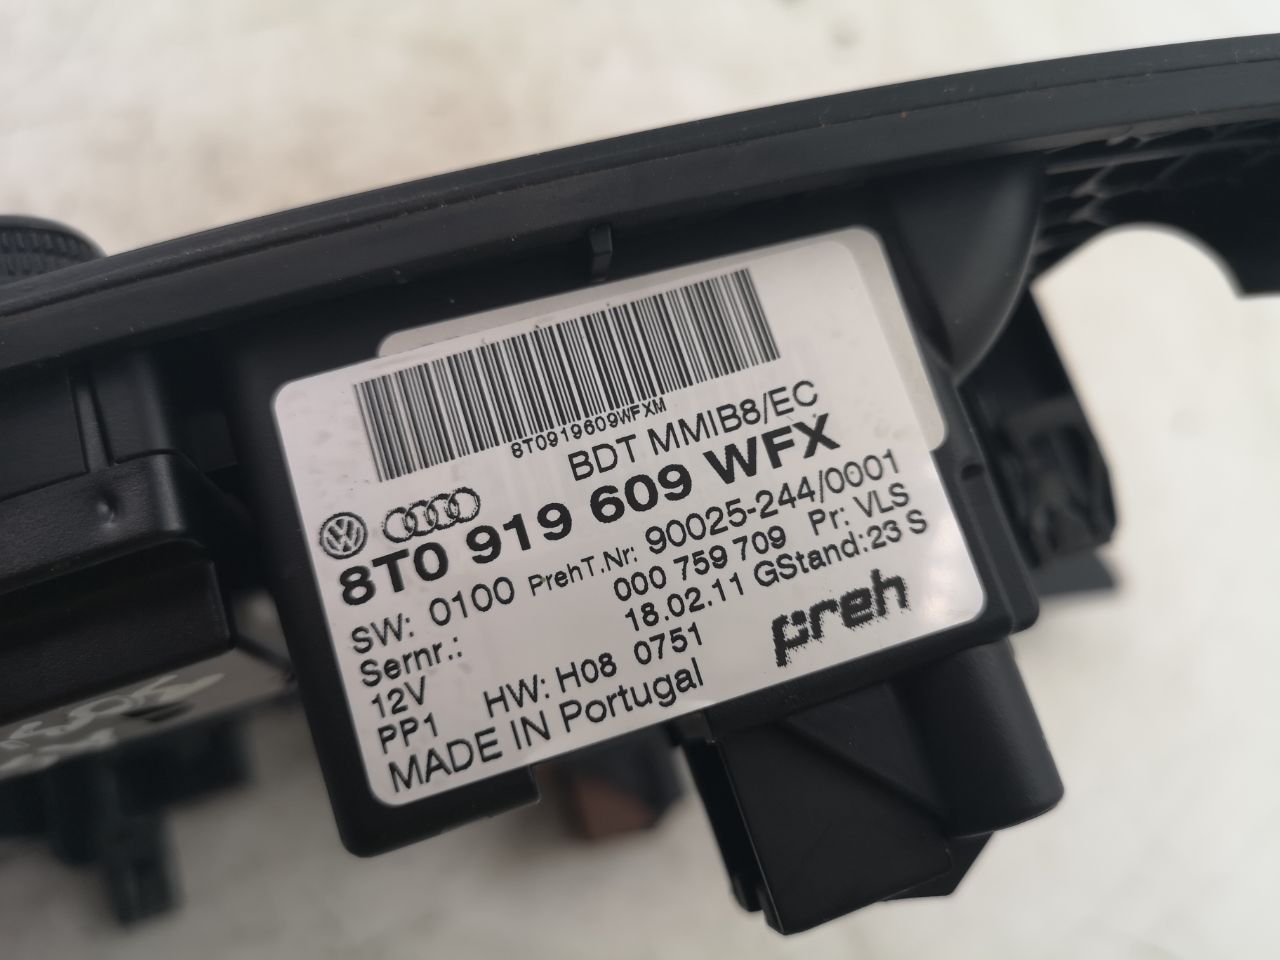 8T0919609WFXM
BDT MMIB8/EC
8T0 919 609 WFX
SW: 0100 PrehT.Nr: 90025-244/0001
Sernr.: 000 759 709 Pr: VLS
12V 18.02.11 GStand:23 S
PP1 HW: H08 0751
MADE IN Portugal
preh